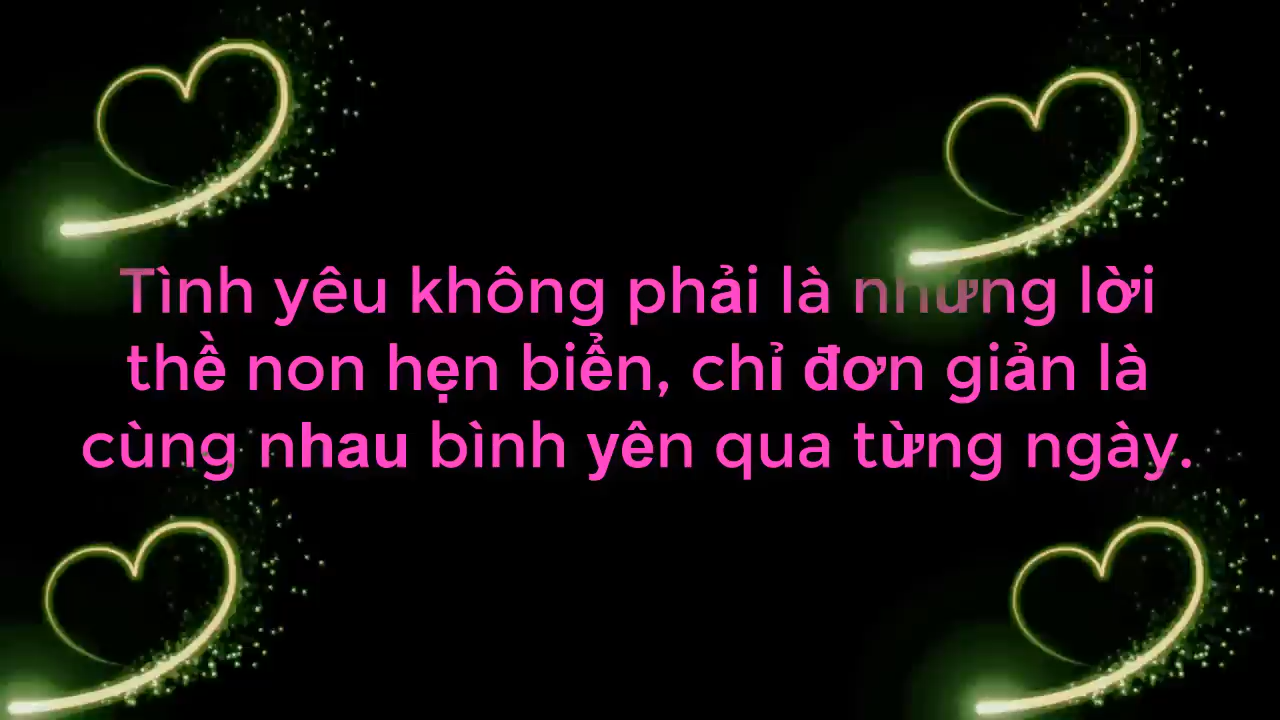 Tình yêu không phải là những lời
thề non hẹn biển, chỉ đơn giản là
cùng nhau bình yên qua từng ngày.